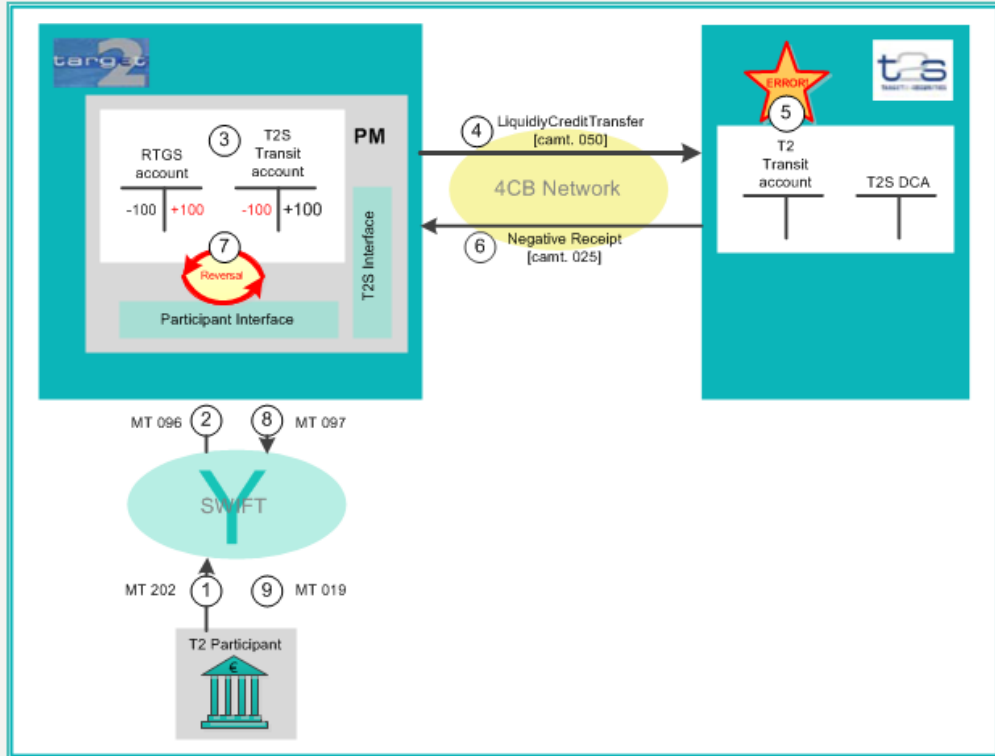 target2
t2s
TARGET2-SECURITIES
ERROR!
5
3
PM
RTGS
account
T2S
Transit
account
-100
+100
-100
+100
7
Reversal
T2S Interface
Participant Interface
4
LiquidiyCreditTransfer
[camt. 050]
4CB Network
6
Negative Receipt
[camt. 025]
T2
Transit
account
T2S DCA
MT 096
2
8
MT 097
SWIFT
Y
MT 202
1
9
MT 019
T2 Participant
€